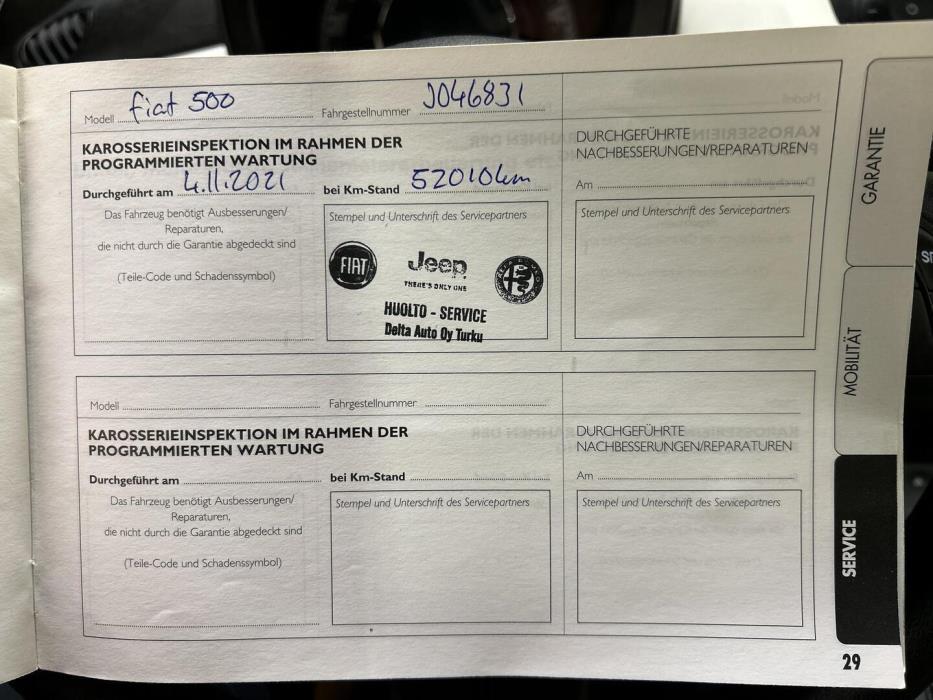 Modell fiat 500 Fahrgestellnummer J046831
KAROSSERIEINSPEKTION IM RAHMEN DER
PROGRAMMIERTEN WARTUNG
Durchgeführt am 4.11.2021 bei Km-Stand 52010km
Das Fahrzeug benötigt Ausbesserungen/
Reparaturen,
die nicht durch die Garantie abgedeckt sind
(Teile-Code und Schadenssymbol)
Stempel und Unterschrift des Servicepartners
FIAT Jeep
THERE'S ONLY ONE
HUOLTO - SERVICE
Delta Auto Oy Turku
DURCHGEFÜHRTE
NACHBESSERUNGEN/REPARATUREN
Am
Stempel und Unterschrift des Servicepartners
Modell Fahrgestellnummer
KAROSSERIEINSPEKTION IM RAHMEN DER
PROGRAMMIERTEN WARTUNG
Durchgeführt am bei Km-Stand
Das Fahrzeug benötigt Ausbesserungen/
Reparaturen,
die nicht durch die Garantie abgedeckt sind
(Teile-Code und Schadenssymbol)
Stempel und Unterschrift des Servicepartners
DURCHGEFÜHRTE
NACHBESSERUNGEN/REPARATUREN
Am
Stempel und Unterschrift des Servicepartners
GARANTIE
MOBILITÄT
SERVICE
29